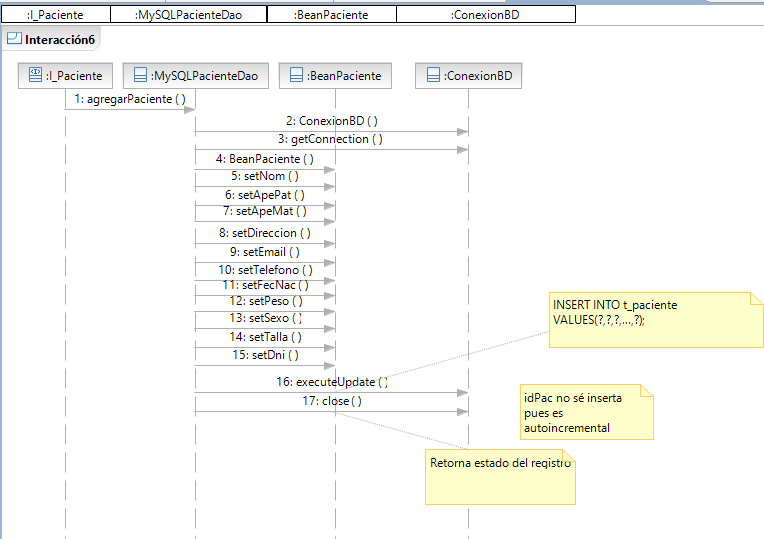 :I_Paciente :MySQLPacienteDao :BeanPaciente :ConexionBD
Interacción6
:I_Paciente :MySQLPacienteDao :BeanPaciente :ConexionBD
1: agregarPaciente ( )
2: ConexionBD ( )
3: getConnection ( )
4: BeanPaciente ( )
5: setNom ( )
6: setApePat ( )
7: setApeMat ( )
8: setDireccion ( )
9: setEmail ( )
10: setTelefono ( )
11: setFecNac ( )
12: setPeso ( )
13: setSexo ( )
14: setTalla ( )
15: setDni ( )
16: executeUpdate ( )
17: close ( )
INSERT INTO t_paciente
VALUES(?,?,?,...,?);
idPac no sé inserta
pues es
autoincremental
Retorna estado del registro